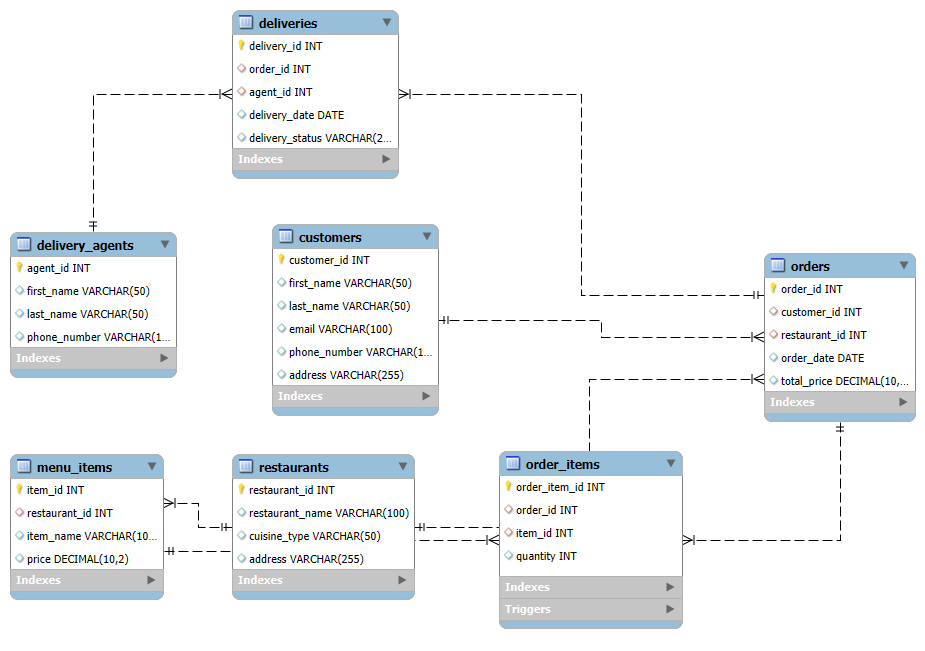 deliveries
delivery_id INT
order_id INT
agent_id INT
delivery_date DATE
delivery_status VARCHAR(2...
Indexes
delivery_agents
agent_id INT
first_name VARCHAR(50)
last_name VARCHAR(50)
phone_number VARCHAR(1...
Indexes
customers
customer_id INT
first_name VARCHAR(50)
last_name VARCHAR(50)
email VARCHAR(100)
phone_number VARCHAR(1...
address VARCHAR(255)
Indexes
orders
order_id INT
customer_id INT
restaurant_id INT
order_date DATE
total_price DECIMAL(10,...
Indexes
menu_items
item_id INT
restaurant_id INT
item_name VARCHAR(10...
price DECIMAL(10,2)
Indexes
restaurants
restaurant_id INT
restaurant_name VARCHAR(100)
cuisine_type VARCHAR(50)
address VARCHAR(255)
Indexes
order_items
order_item_id INT
order_id INT
item_id INT
quantity INT
Indexes
Triggers